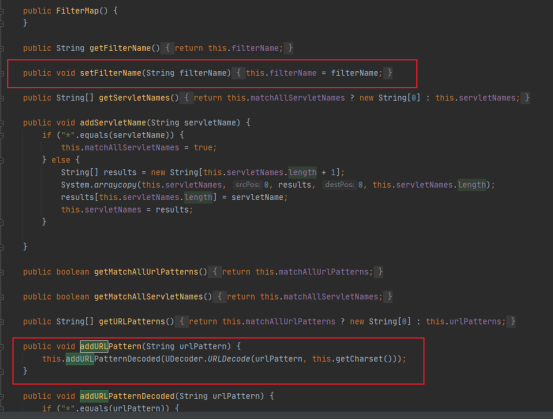 public FilterMap() {
}
public String getFilterName() { return this.filterName; }
public void setFilterName(String filterName) { this.filterName = filterName; }
public String[] getServletNames() { return this.matchAllServletNames ? new String[0] : this.servletNames; }
public void addServletName(String servletName) {
if ("*".equals(servletName)) {
this.matchAllServletNames = true;
} else {
String[] results = new String[this.servletNames.length + 1];
System.arraycopy(this.servletNames, srcPos: 0, results, destPos: 0, this.servletNames.length);
results[this.servletNames.length] = servletName;
this.servletNames = results;
}
}
public boolean getMatchAllUrlPatterns() { return this.matchAllUrlPatterns; }
public boolean getMatchAllServletNames() { return this.matchAllServletNames; }
public String[] getURLPatterns() { return this.matchAllUrlPatterns ? new String[0] : this.urlPatterns; }
public void addURLPattern(String urlPattern) {
this.addURLPatternDecoded(UDecoder.URLDecode(urlPattern, this.getCharset()));
}
public void addURLPatternDecoded(String urlPattern) {
if ("*".equals(urlPattern)) {